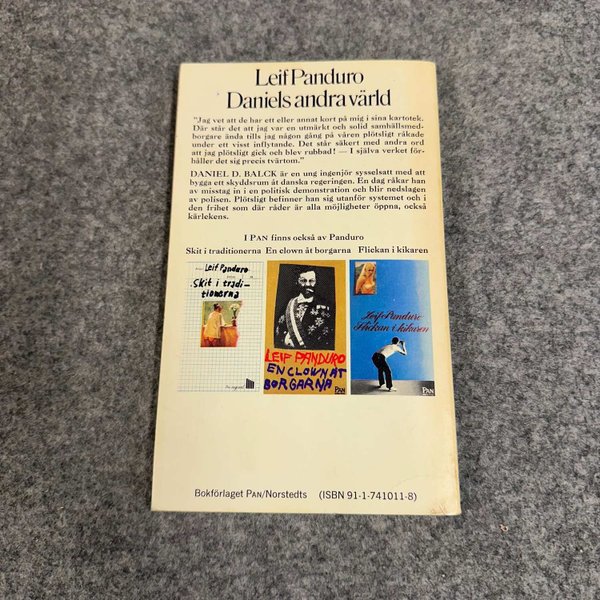 Leif Panduro
Daniels andra värld
"Jag vet att de har ett eller annat kort på mig i sina kartotek.
Där står det att jag var en utmärkt och solid samhällsmed-
borgare ända tills jag någon gång på våren plötsligt råkade
under ett visst inflytande. Det står säkert med andra ord
att jag plötsligt gick och blev rubbad! — I själva verket för-
håller det sig precis tvärtom."
DANIEL D. BALCK är en ung ingenjör sysselsatt med att
bygga ett skyddsrum åt danska regeringen. En dag råkar han
av misstag in i en politisk demonstration och blir nedslagen
av polisen. Plötsligt befinner han sig utanför systemet och i
den frihet som där råder är alla möjligheter öppna, också
kärlekens.
I PAN finns också av Panduro
Skit i traditionerna En clown åt borgarna Flickan i kikaren
Leif Panduro
Skit i tradi-
tionerna
LEIF PANDURO
EN CLOWN ÅT
BORGARNA
PAN
Leif Panduro
Flickan i kikaren
PAN
Bokförlaget PAN/Norstedts (ISBN 91-1-741011-8)